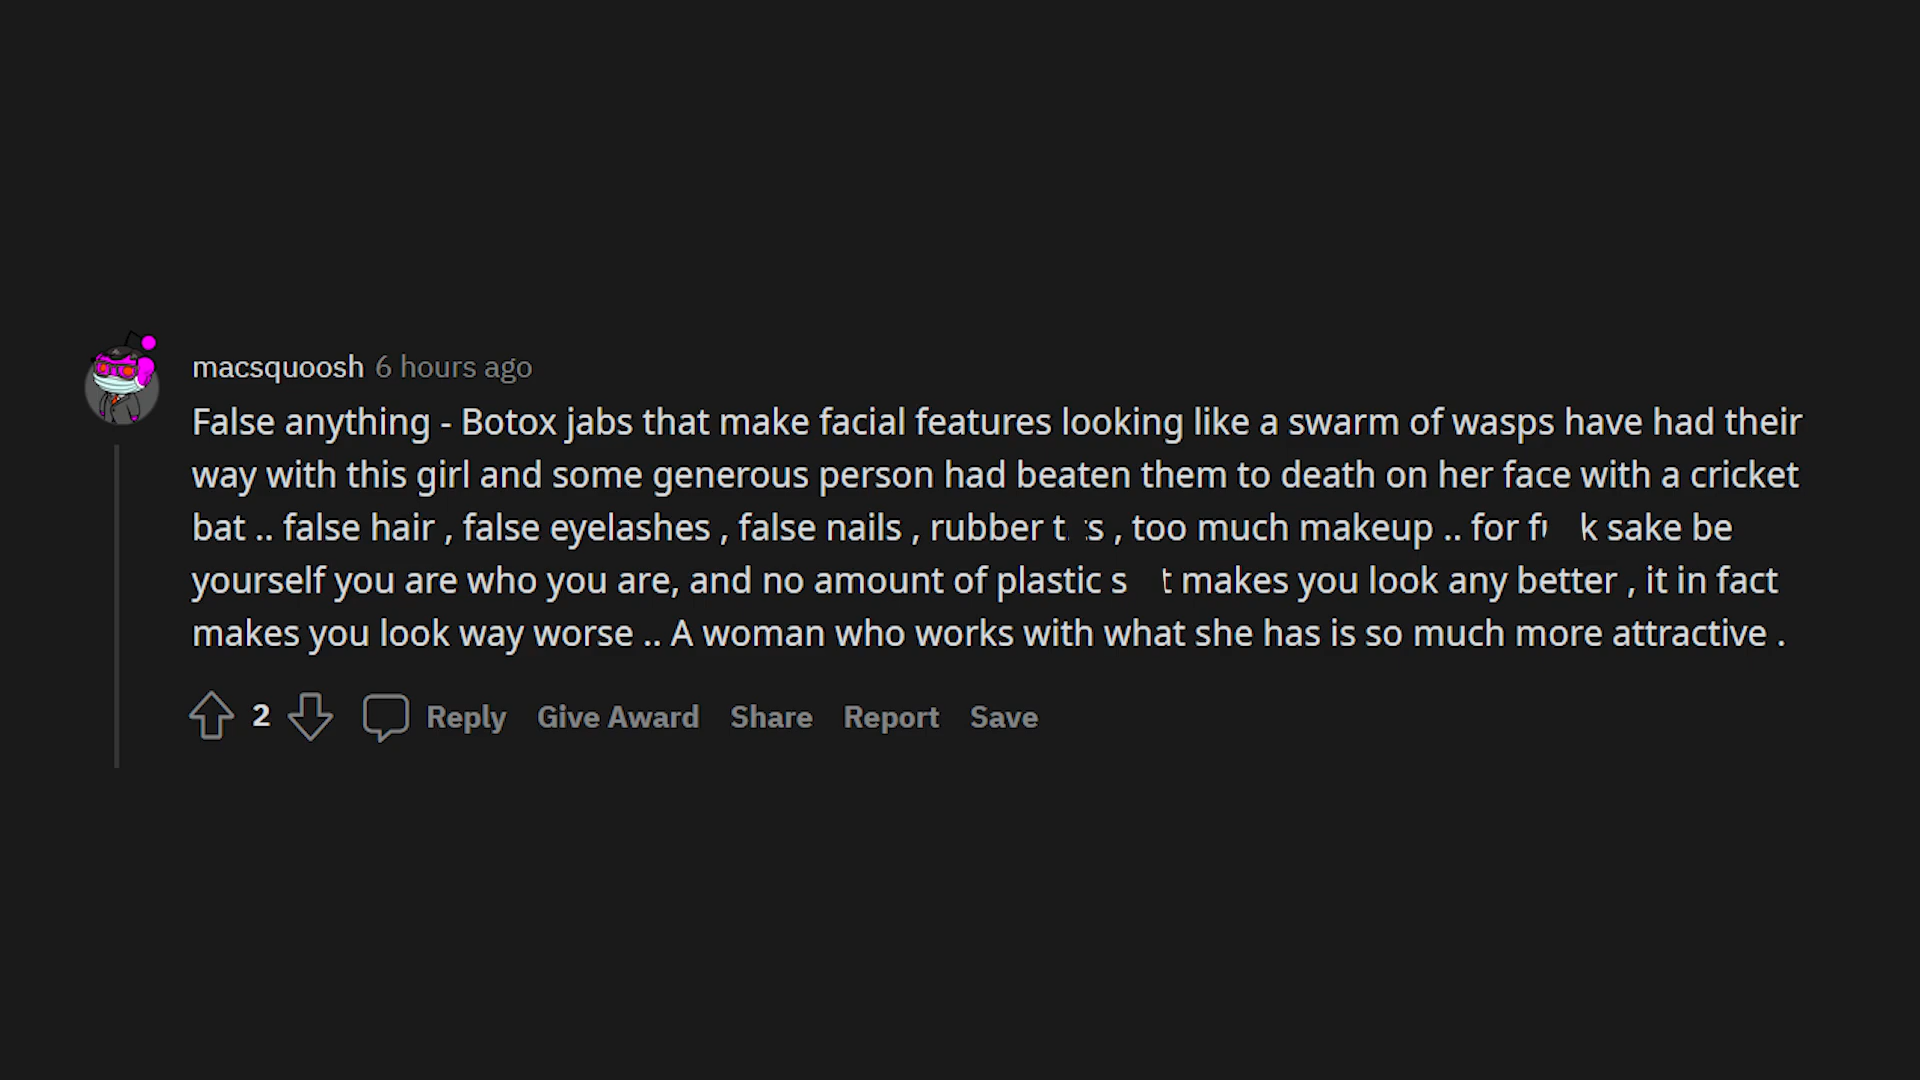 macsquoosh 6 hours ago
False anything - Botox jabs that make facial features looking like a swarm of wasps have had their
way with this girl and some generous person had beaten them to death on her face with a cricket
bat .. false hair , false eyelashes , false nails , rubber , too much makeup .. for sake be
yourself you are who you are, and no amount of plastic makes you look any better , it in fact
makes you look way worse .. A woman who works with what she has is so much more attractive .
2 Reply Give Award Share Report Save